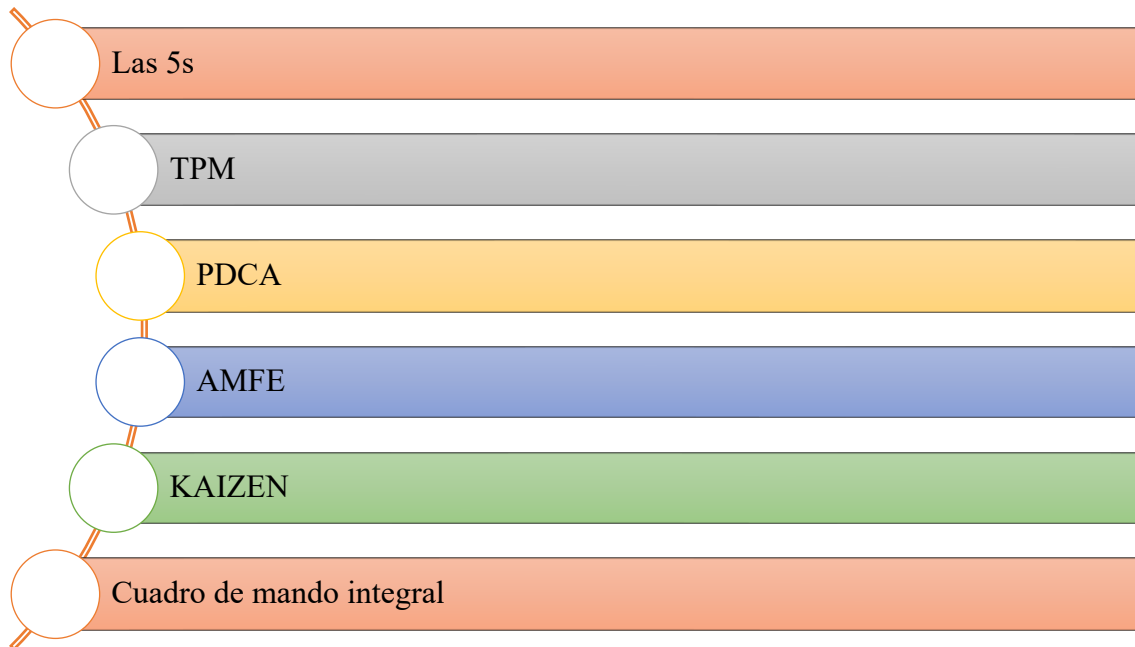 Las 5s
TPM
PDCA
AMFE
KAIZEN
Cuadro de mando integral